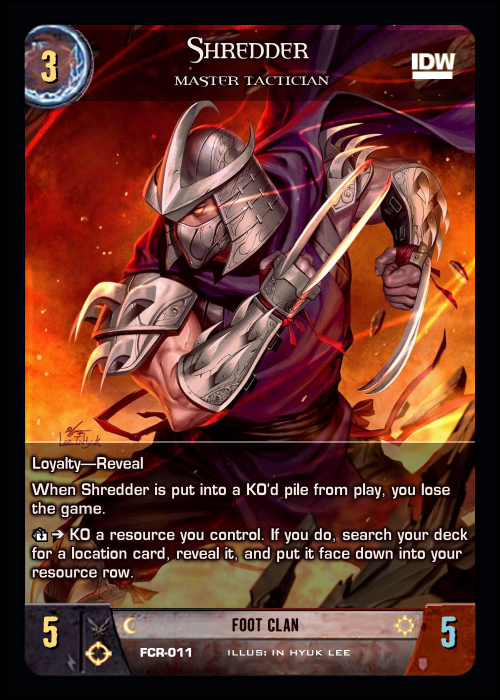 3
SHREDDER
IDW
MASTER TACTICIAN
Loyalty—Reveal
When Shredder is put into a KO'd pile from play, you lose
the game.
➔ KO a resource you control. If you do, search your deck
for a location card, reveal it, and put it face down into your
resource row.
5
FOOT CLAN
5
FCR-011
ILLUS: IN HYUK LEE